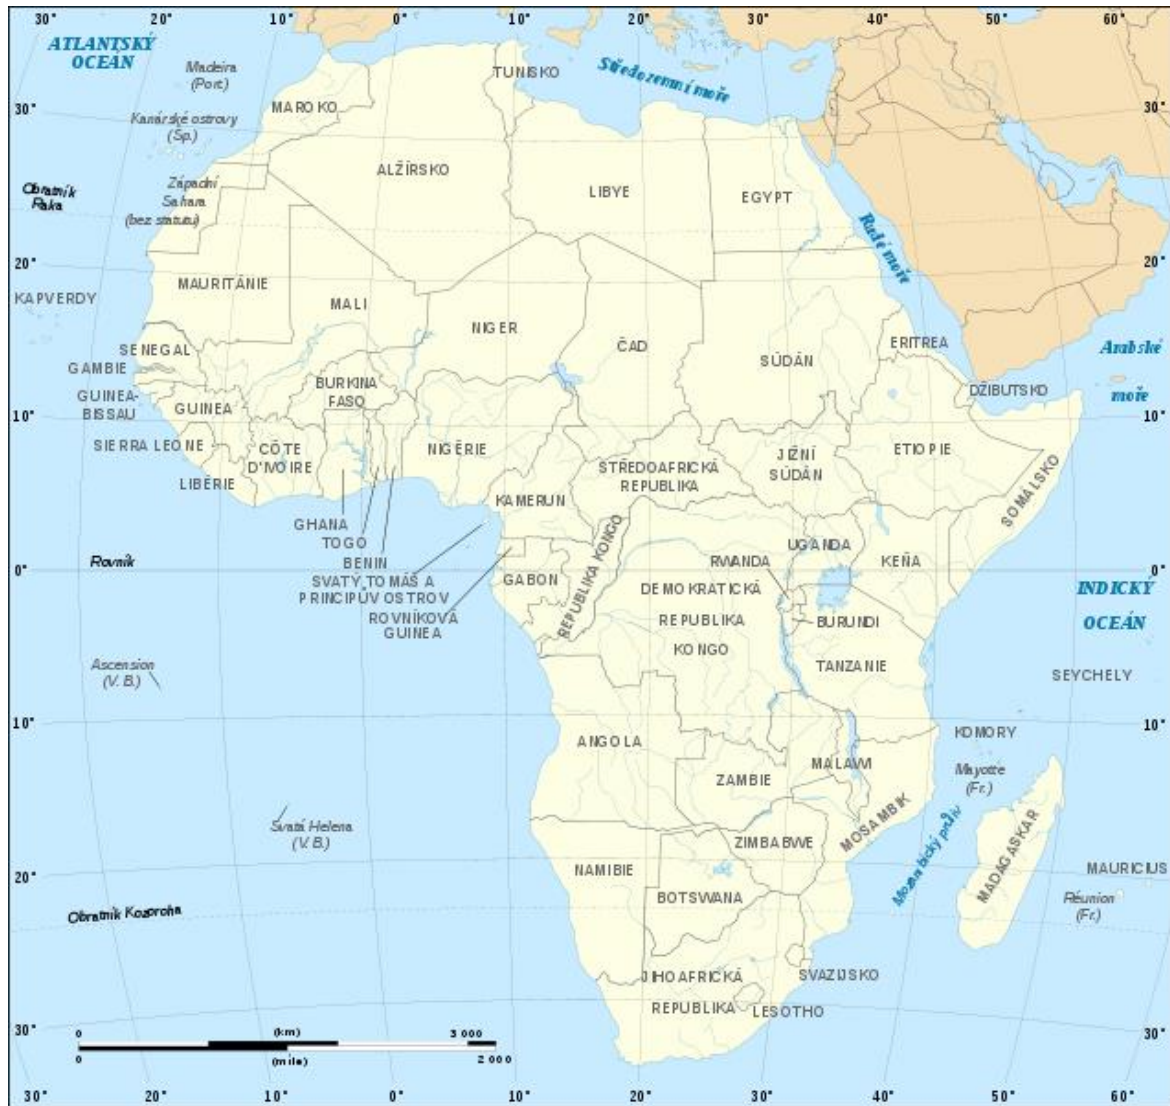 30° 20° 10° 0° 10° 20° 30° 40° 50° 60°
ATLANTSKÝ
OCEÁN
Madeira
(Port.)
TUNISKO
Středozemní moře
30°
30°
MAROKO
Kanárské ostrovy
(Šp.)
ALŽÍRSKO
LIBYE
EGYPT
Obratník
Raka
Západní
Sahara
(bez statutu)
Rudé moře
20°
20°
KAPVERDY
MAURITÁNIE
MALI
NIGER
ČAD
SÚDÁN
ERITREA
Arabské
moře
SENEGAL
GAMBIE
GUINEA-
BISSAU
BURKINA
FASO
DŽIBUTSKO
10°
10°
GUINEA
SIERRA LEONE
CÔTE
D'IVOIRE
NIGÉRIE
STŘEDOAFRICKÁ
REPUBLIKA
JIŽNÍ
SÚDÁN
ETIOPIE
SOMÁLSKO
LIBÉRIE
KAMERUN
GHANA
TOGO
BENIN
SVATÝ TOMÁŠ A
PRINCIPŮV OSTROV
ROVNÍKOVÁ
GUINEA
Rovník
0°
0°
GABON
REPUBLIKA KONGO
UGANDA
KEŇA
RWANDA
DEMOKRATICKÁ
REPUBLIKA
KONGO
BURUNDI
TANZANIE
INDICKÝ
OCEÁN
Ascension
(V. B.)
SEYCHELY
10°
10°
ANGOLA
KOMORY
ZAMBIE
MALAWI
Mayotte
(Fr.)
Svatá Helena
(V. B.)
MOSAMBIK
Mozambický průliv
MADAGASKAR
ZIMBABWE
NAMIBIE
BOTSWANA
MAURICIUS
Réunion
(Fr.)
20°
20°
Obratník Kozoroha
JIHOAFRICKÁ
REPUBLIKA
SVAZIJSKO
LESOTHO
30°
30°
0 (km) 3 000
0 (míle) 2 000
30° 20° 10° 0° 10° 20° 30° 40° 50° 60°